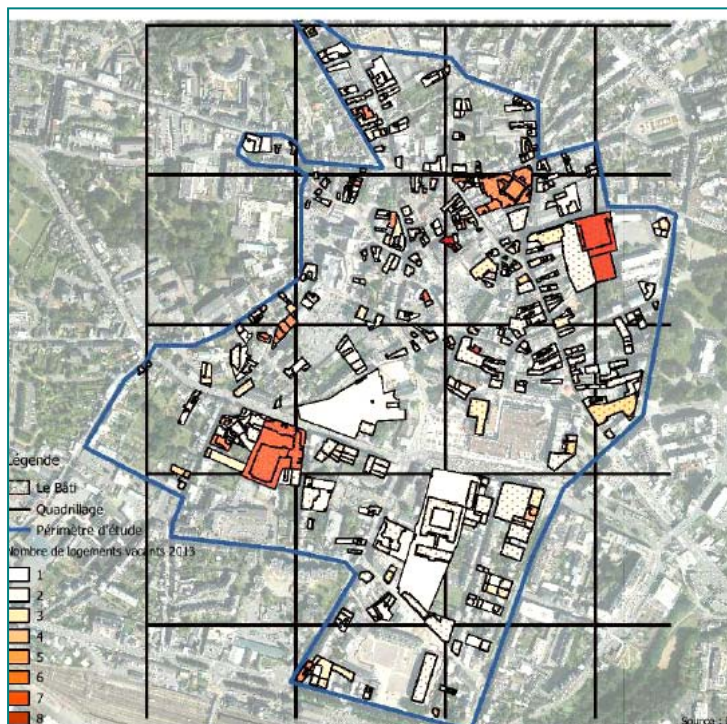 Légende
Le Bâti
Quadrillage
Périmètre d'étude
Nombre de logements vacants 2013
1
2
3
4
5
6
7
8
Source